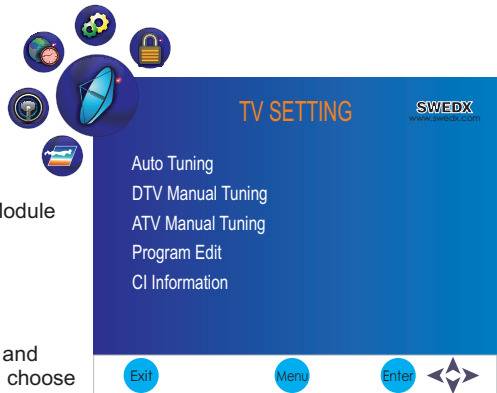 TV SETTING
SWEDX
www.swedx.com
Auto Tuning
DTV Manual Tuning
ATV Manual Tuning
Program Edit
CI Information
Module
and
choose
Exit Menu Enter